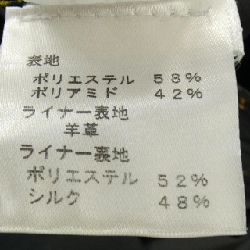 表地
ポリエステル 58%
ポリアミド 42%
ライナー表地
羊革
ライナー表地
ポリエステル 52%
シルク 48%